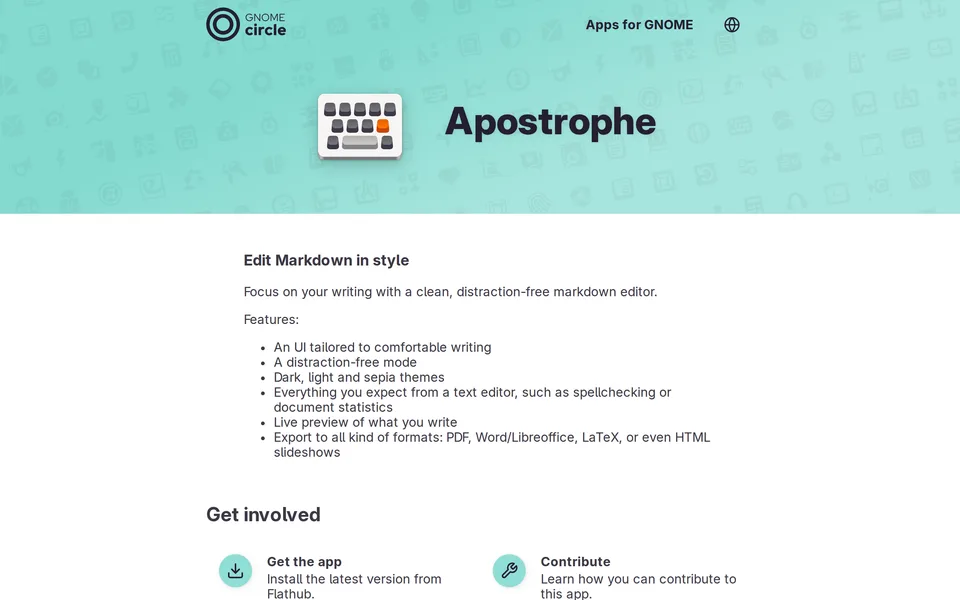 GNOME
circle
Apps for GNOME
Apostrophe
Edit Markdown in style
Focus on your writing with a clean, distraction-free markdown editor.
Features:
• An UI tailored to comfortable writing
• A distraction-free mode
• Dark, light and sepia themes
• Everything you expect from a text editor, such as spellchecking or
document statistics
• Live preview of what you write
• Export to all kind of formats: PDF, Word/Libreoffice, LaTeX, or even HTML
slideshows
Get involved
Get the app
Install the latest version from
Flathub.
Contribute
Learn how you can contribute to
this app.